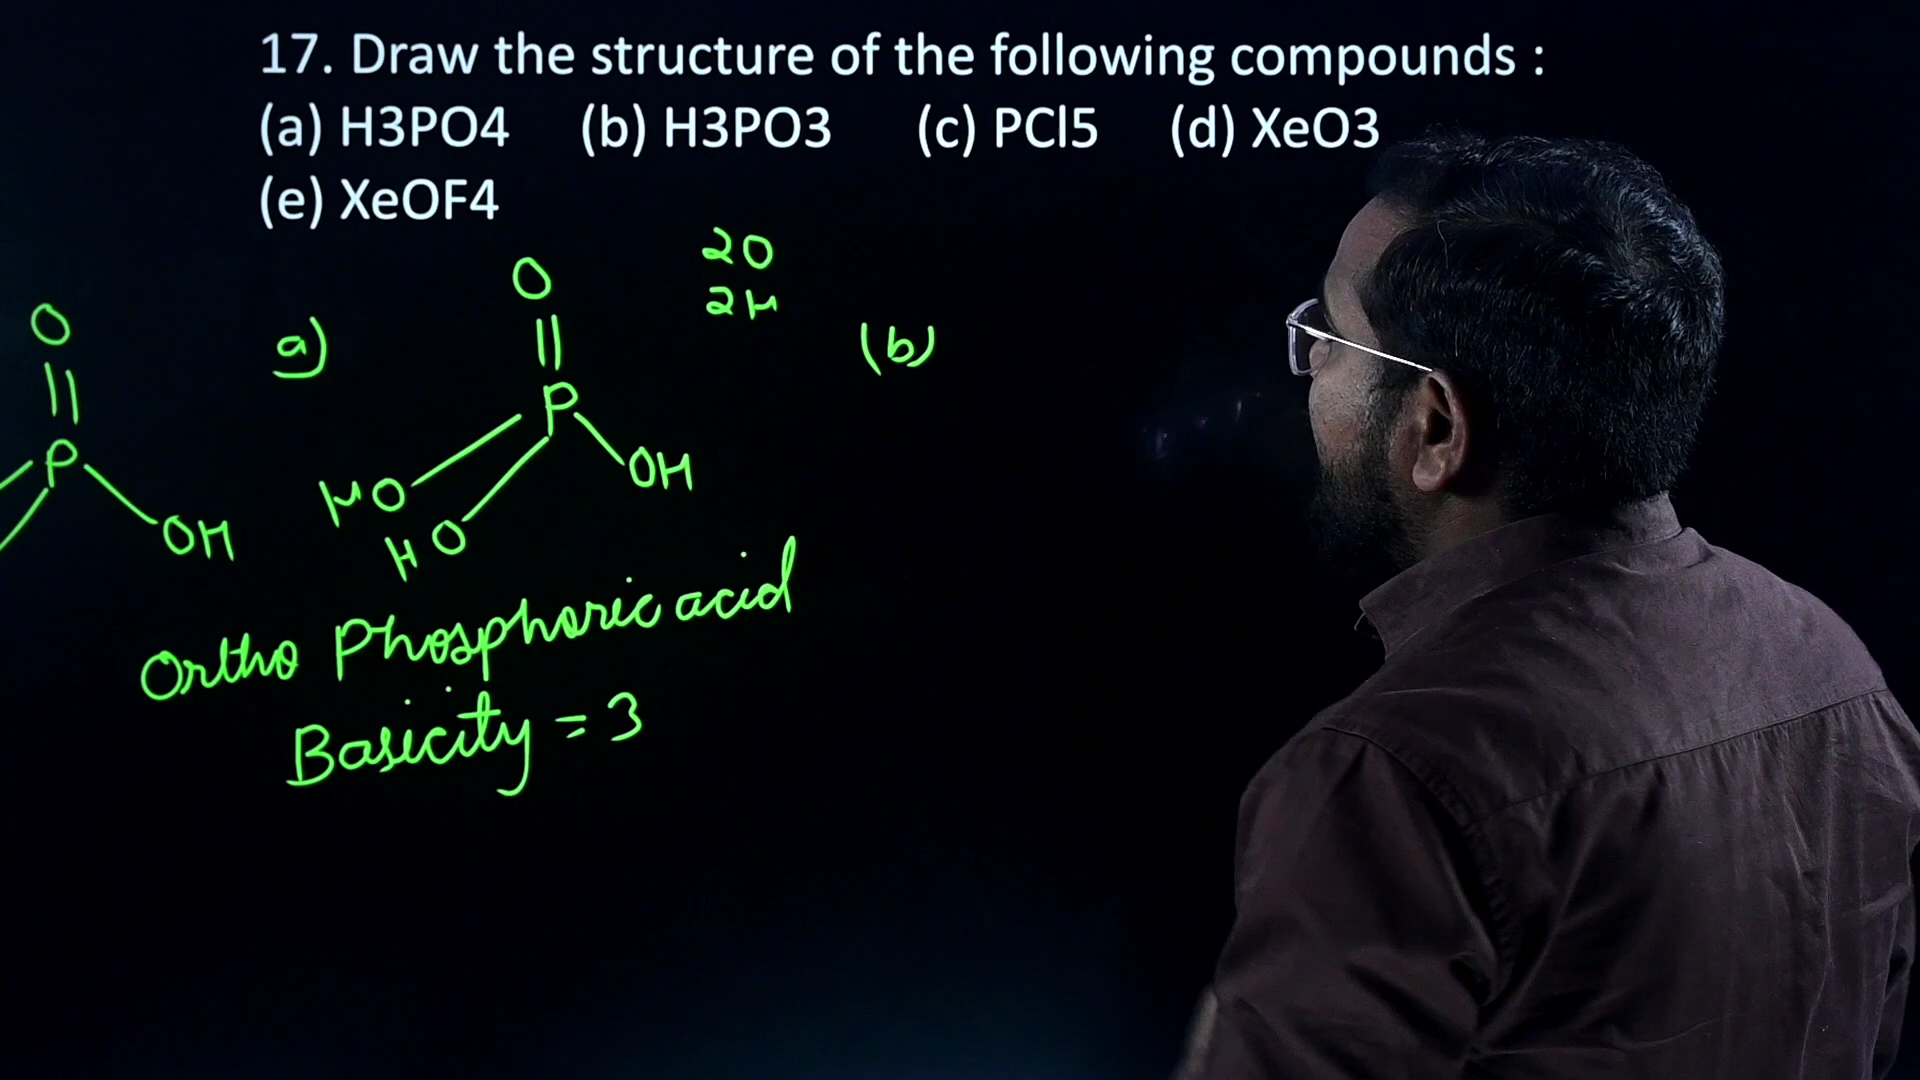 17. Draw the structure of the following compounds :
(a) H3PO4 (b) H3PO3 (c) PCl5 (d) XeO3
(e) XeOF4
O
P
OH
a)
O
P
HO
HO
OH
2O
2H
(b)
Ortho Phosphoric acid
Basicity = 3